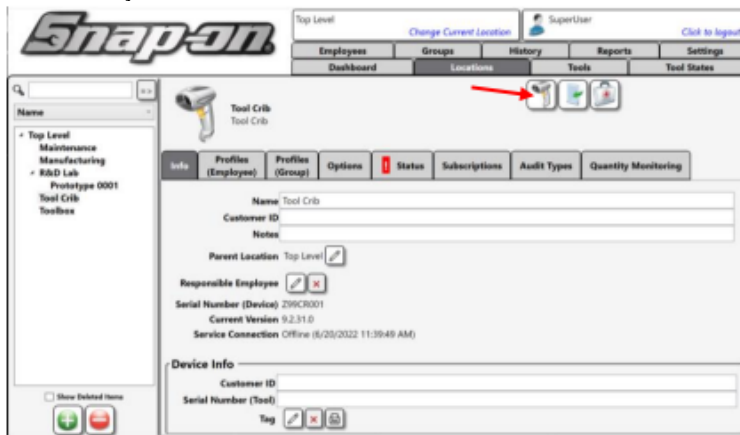 Snap-on
Top Level
Change Current Location
SuperUser
Click to logout
Employees Groups History Reports Settings
Dashboard Locations Tools Tool States
Name
Top Level
Maintenance
Manufacturing
R&D Lab
Prototype 0001
Tool Crib
Toolbox
Show Deleted Items
Tool Crib
Tool Crib
Info Profiles (Employee) Profiles (Group) Options ! Status Subscriptions Audit Types Quantity Monitoring
Name Tool Crib
Customer ID
Notes
Parent Location Top Level
Responsible Employee
Serial Number (Device) Z99CR001
Current Version 9.2.31.0
Service Connection Offline (6/20/2022 11:39:49 AM)
Device Info
Customer ID
Serial Number (Tool)
Tag